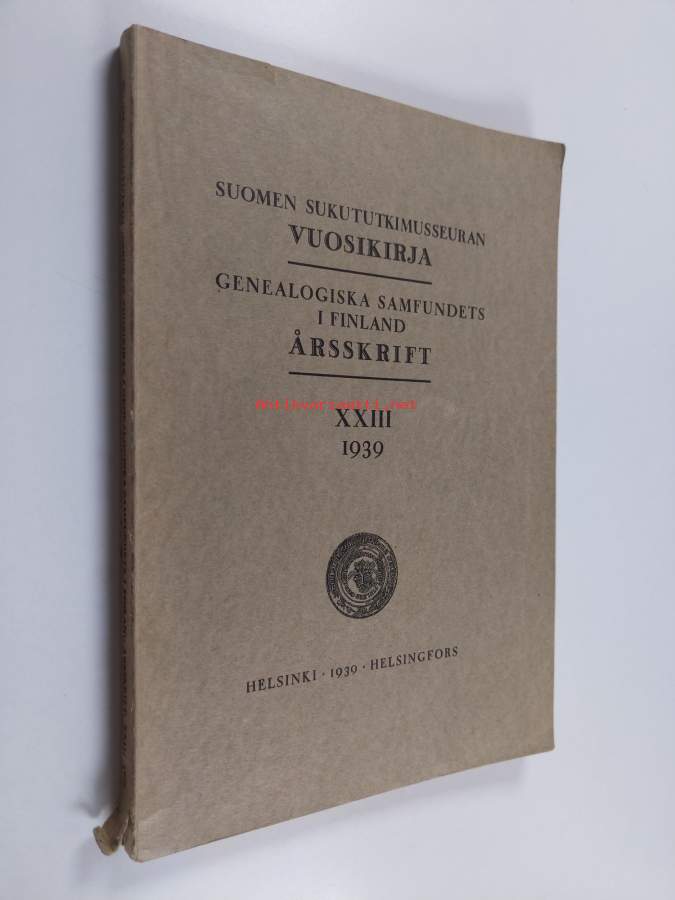 SUOMEN SUKUTUTKIMUSSEURAN
VUOSIKIRJA
GENEALOGISKA SAMFUNDETS
I FINLAND
ÅRSSKRIFT
XXIII
1939
HELSINKI · 1939 · HELSINGFORS